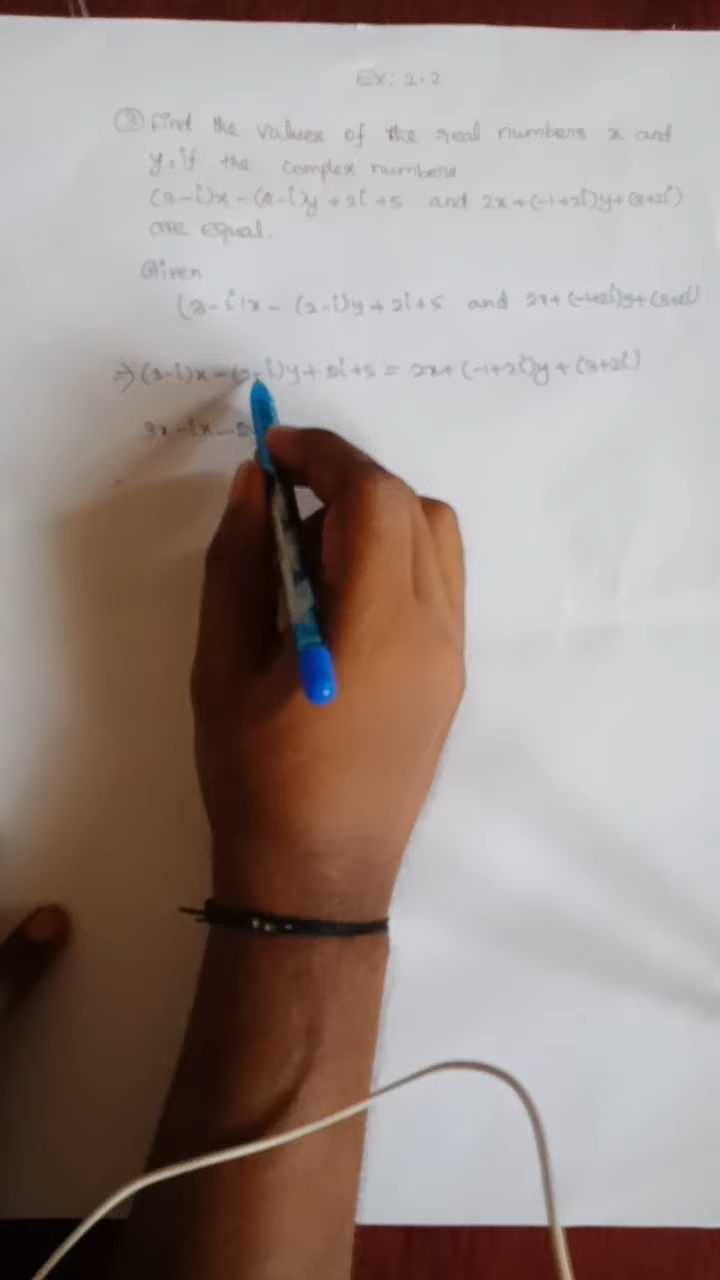 Ex: 2.2
③ Find the values of the real numbers x and
y, if the complex numbers
(3-i)x-(2-i)y+2i+5 and 2x+(-1+2i)y+(3+2i)
are equal.
Given
(3-i)x-(2-i)y+2i+5 and 2x+(-1+2i)y+(3+2i)
⇒(3-i)x-(2-i)y+2i+5=2x+(-1+2i)y+(3+2i)
3x-ix-2